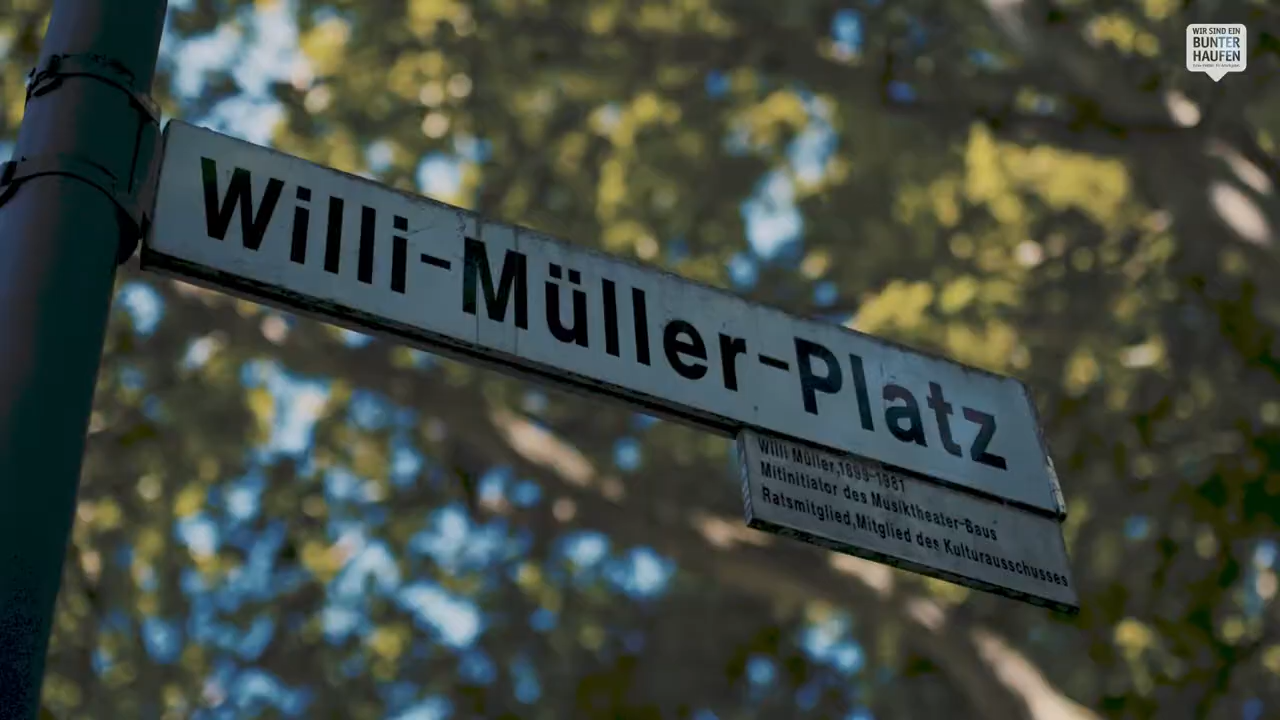 WIR SIND EIN
BUNTER
HAUFEN
Willi-Müller-Platz
Willi Müller,1899-1981
Mitinitiator des Musiktheater-Baus
Ratsmitglied,Mitglied des Kulturausschusses